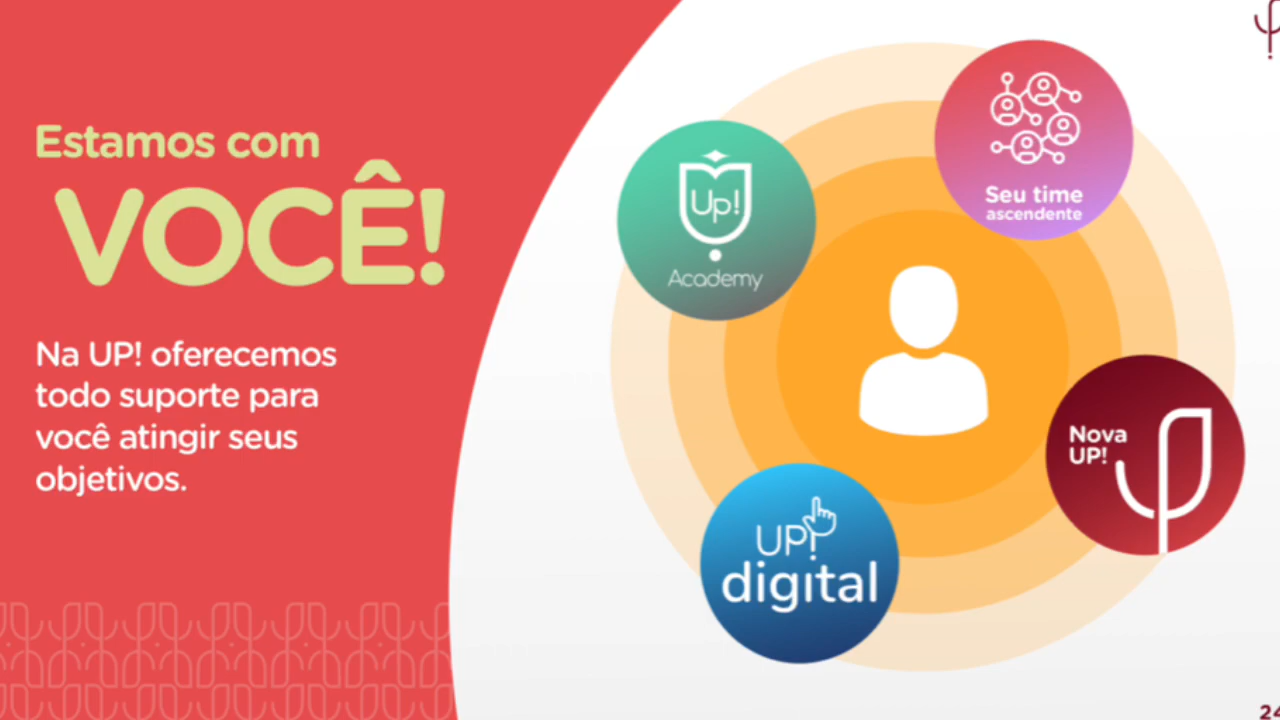 Estamos com
VOCÊ!
Na UP! oferecemos
todo suporte para
você atingir seus
objetivos.
Up!
Academy
Seu time
ascendente
Nova
UP!
UP!
digital
24